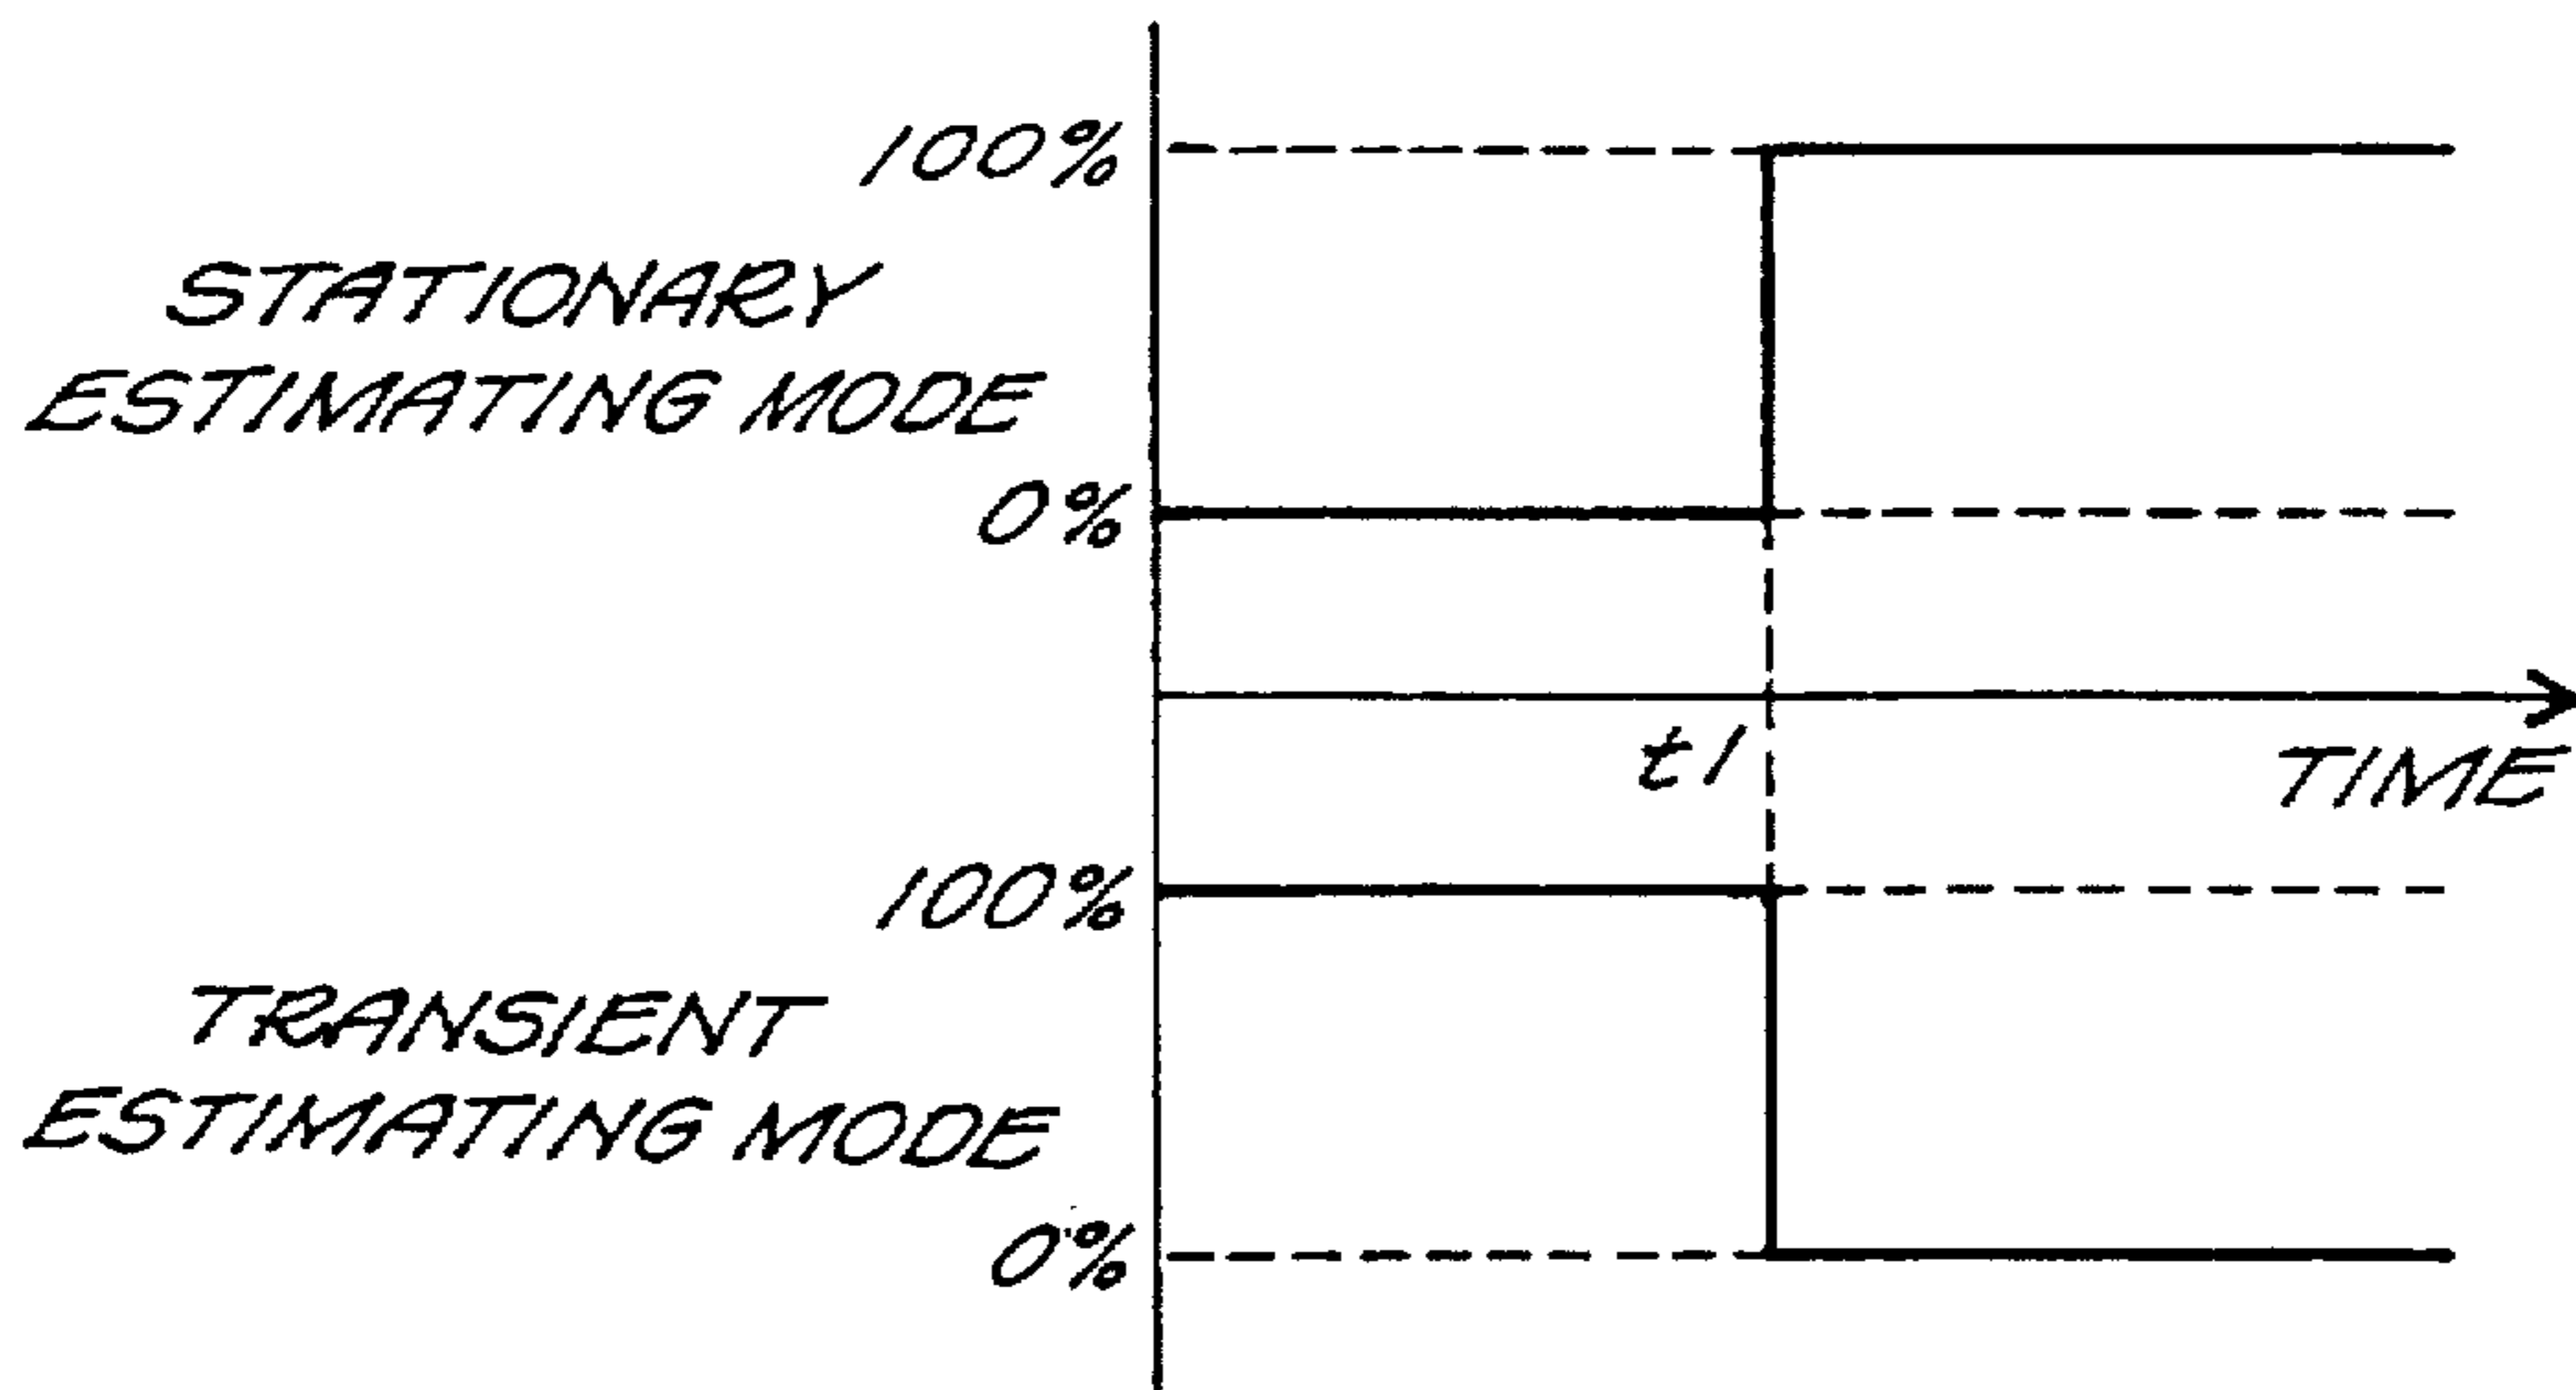 100%
STATIONARY
ESTIMATING MODE
0%
t1
TIME
100%
TRANSIENT
ESTIMATING MODE
0%